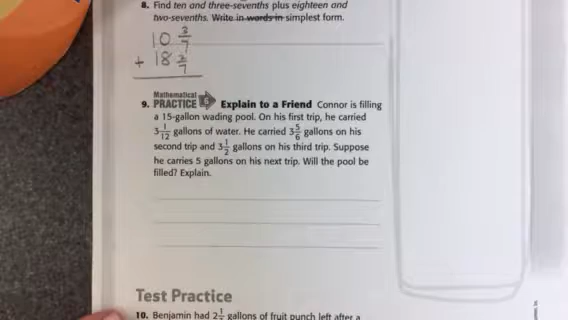 8. Find ten and three-sevenths plus eighteen and
two-sevenths. Write in words in simplest form.
10 3/7
+ 18 2/7
Mathematical
9. PRACTICE 6 Explain to a Friend Connor is filling
a 15-gallon wading pool. On his first trip, he carried
3 1/12 gallons of water. He carried 3 5/6 gallons on his
second trip and 3 1/2 gallons on his third trip. Suppose
he carries 5 gallons on his next trip. Will the pool be
filled? Explain.
Test Practice
10. Benjamin had 2 gallons of fruit punch left after a